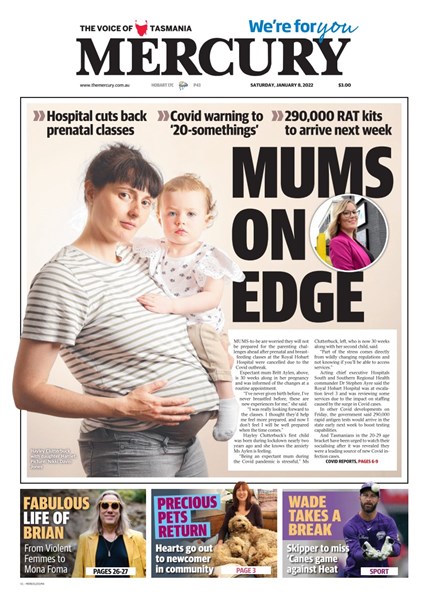 THE VOICE OF TASMANIA
We're for you
MERCURY
www.themercury.com.au
SATURDAY, JANUARY 8, 2022
$3.00
Hospital cuts back
prenatal classes
Covid warning to
'20-somethings'
290,000 RAT kits
to arrive next week
MUMS
ON
EDGE
MUMS-to-be are worried they will not
be prepared for the parenting chal-
lenges ahead after prenatal and breast-
feeding classes at the Royal Hobart
Hospital were cancelled due to the
Covid outbreak.
Expectant mum Britt Ayles, above,
is 30 weeks along in her pregnancy
and was informed of the changes at a
routine appointment.
"I've never given birth before, I've
never breastfed before; these are
new experiences for me," she said.
"I was really looking forward to
the classes. I thought they'd help
me feel more prepared, and now I
don't feel I will be well prepared
when the time comes."
Hayley Clutterbuck's first child
was born during lockdown nearly two
years ago and she knows the anxiety
Ms Ayles is feeling.
"Being an expectant mum during
the Covid pandemic is stressful," Ms
Clutterbuck, left, who is now 30 weeks
along with her second child, said.
"Part of the stress comes directly
from wildly changing regulations and
not knowing if you'll be able to access
services."
Acting chief executive Hospitals
South and Southern Regional Health
commander Dr Stephen Ayre said the
Royal Hobart Hospital was at escala-
tion level 3 and was reviewing some
services due to the impact on staffing
caused by the surge in Covid cases.
In other Covid developments on
Friday, the government said 290,000
rapid antigen tests would arrive in the
state early next week to boost testing
capabilities.
And Tasmanians in the 20-29 age
bracket have been urged to watch their
socialising after it was revealed they
were a leading source of new Covid in-
fection cases.
COVID REPORTS, PAGES 6-9
FABULOUS
LIFE OF
BRIAN
From Violent
Femmes to
Mona Foma
PAGES 26-27
PRECIOUS
PETS
RETURN
Hearts go out
to newcomer
in community
PAGE 3
WADE
TAKES A
BREAK
Skipper to miss
'Canes game
against Heat
SPORT